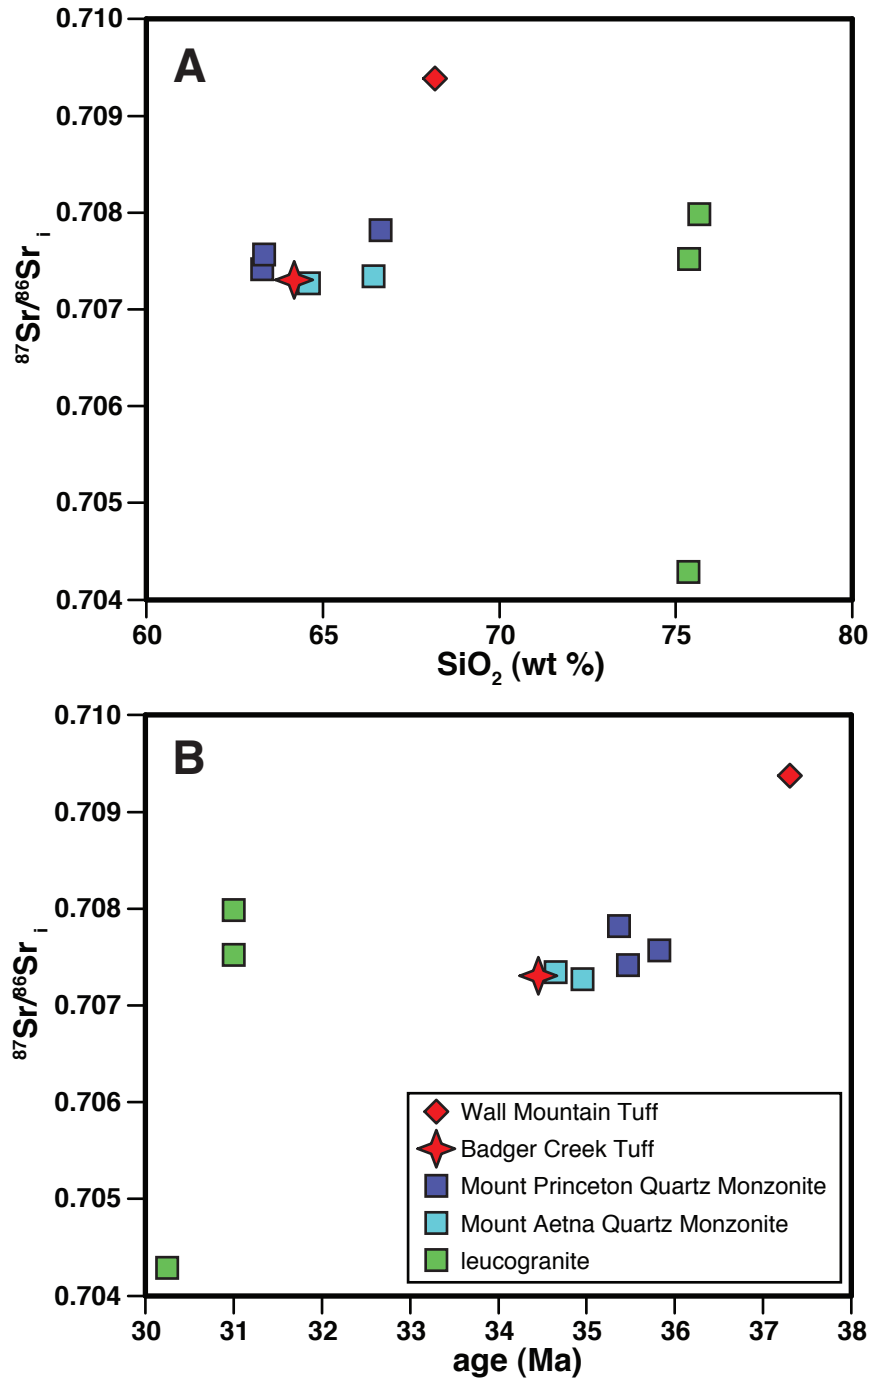 A
0.710
0.709
0.708
0.707
0.706
0.705
0.704
87Sr/86Sr i
60 65 70 75 80
SiO2 (wt %)
B
0.710
0.709
0.708
0.707
0.706
0.705
0.704
87Sr/86Sr i
Wall Mountain Tuff
Badger Creek Tuff
Mount Princeton Quartz Monzonite
Mount Aetna Quartz Monzonite
leucogranite
30 31 32 33 34 35 36 37 38
age (Ma)